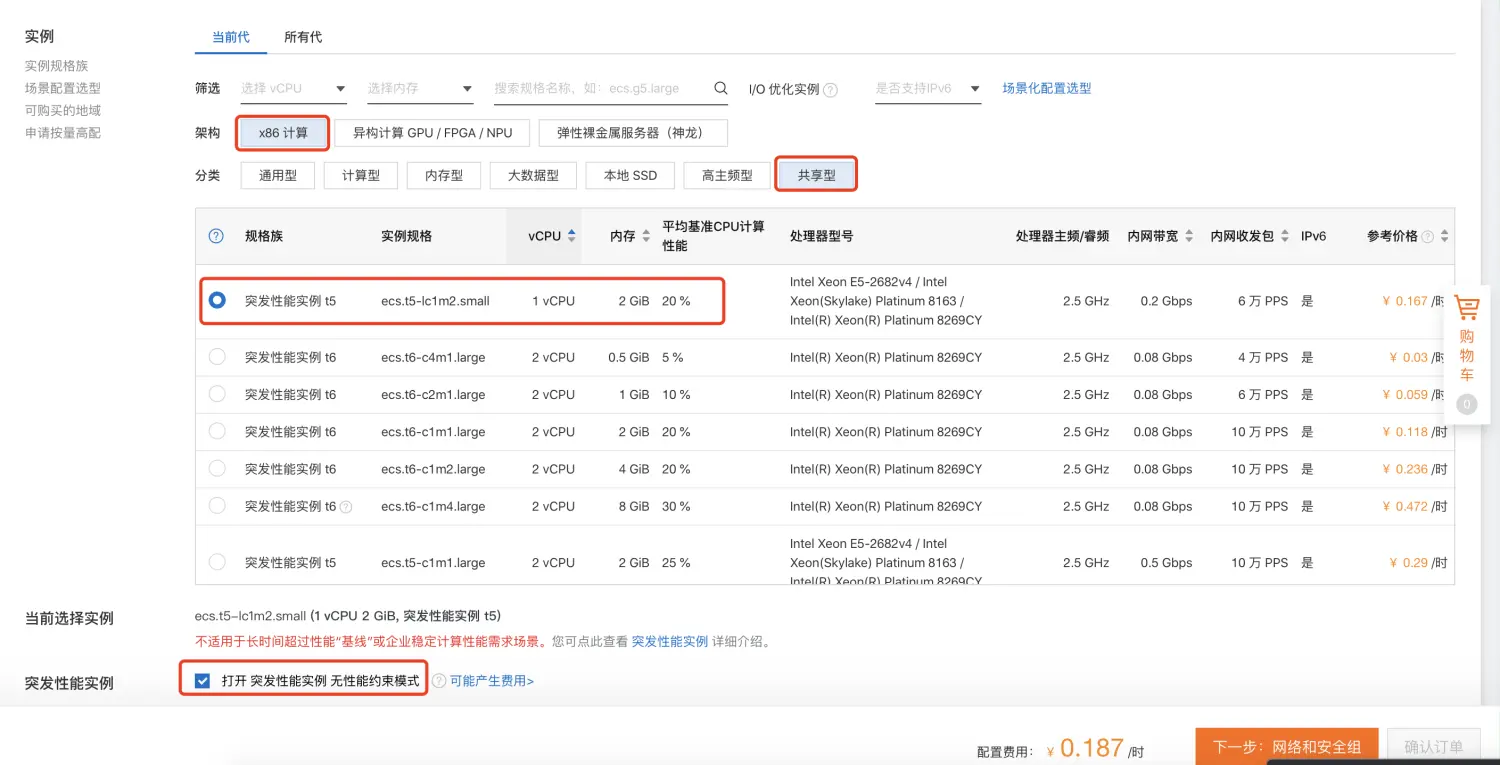 实例
实例规格族
场景配置选型
可购买的地域
申请按量高配
当前代 所有代
筛选 选择 vCPU 选择内存 搜索规格名称，如：ecs.g5.large I/O 优化实例 ? 是否支持IPv6 场景化配置选型
架构 x86 计算 异构计算 GPU / FPGA / NPU 弹性裸金属服务器（神龙）
分类 通用型 计算型 内存型 大数据型 本地 SSD 高主频型 共享型
? 规格族 实例规格 vCPU 内存 平均基准CPU计算性能 处理器型号 处理器主频/睿频 内网带宽 内网收发包 IPv6 参考价格 ?
突发性能实例 t5 ecs.t5-lc1m2.small 1 vCPU 2 GiB 20 % Intel Xeon E5-2682v4 / Intel Xeon(Skylake) Platinum 8163 / Intel(R) Xeon(R) Platinum 8269CY 2.5 GHz 0.2 Gbps 6 万 PPS 是 ¥ 0.167 /时
突发性能实例 t6 ecs.t6-c4m1.large 2 vCPU 0.5 GiB 5 % Intel(R) Xeon(R) Platinum 8269CY 2.5 GHz 0.08 Gbps 4 万 PPS 是 ¥ 0.03 /时
突发性能实例 t6 ecs.t6-c2m1.large 2 vCPU 1 GiB 10 % Intel(R) Xeon(R) Platinum 8269CY 2.5 GHz 0.08 Gbps 6 万 PPS 是 ¥ 0.059 /时
突发性能实例 t6 ecs.t6-c1m1.large 2 vCPU 2 GiB 20 % Intel(R) Xeon(R) Platinum 8269CY 2.5 GHz 0.08 Gbps 10 万 PPS 是 ¥ 0.118 /时
突发性能实例 t6 ecs.t6-c1m2.large 2 vCPU 4 GiB 20 % Intel(R) Xeon(R) Platinum 8269CY 2.5 GHz 0.08 Gbps 10 万 PPS 是 ¥ 0.236 /时
突发性能实例 t6 ? ecs.t6-c1m4.large 2 vCPU 8 GiB 30 % Intel(R) Xeon(R) Platinum 8269CY 2.5 GHz 0.08 Gbps 10 万 PPS 是 ¥ 0.472 /时
突发性能实例 t5 ecs.t5-c1m1.large 2 vCPU 2 GiB 25 % Intel Xeon E5-2682v4 / Intel Xeon(Skylake) Platinum 8163 / Intel(R) Xeon(R) Platinum 8269CY 2.5 GHz 0.5 Gbps 10 万 PPS 是 ¥ 0.29 /时
购
物
车
0
当前选择实例 ecs.t5-lc1m2.small (1 vCPU 2 GiB, 突发性能实例 t5)
不适用于长时间超过性能“基线”或企业稳定计算性能需求场景。您可点此查看 突发性能实例 详细介绍。
突发性能实例 打开 突发性能实例 无性能约束模式 ? 可能产生费用>
配置费用： ¥ 0.187 /时 下一步：网络和安全组 确认订单